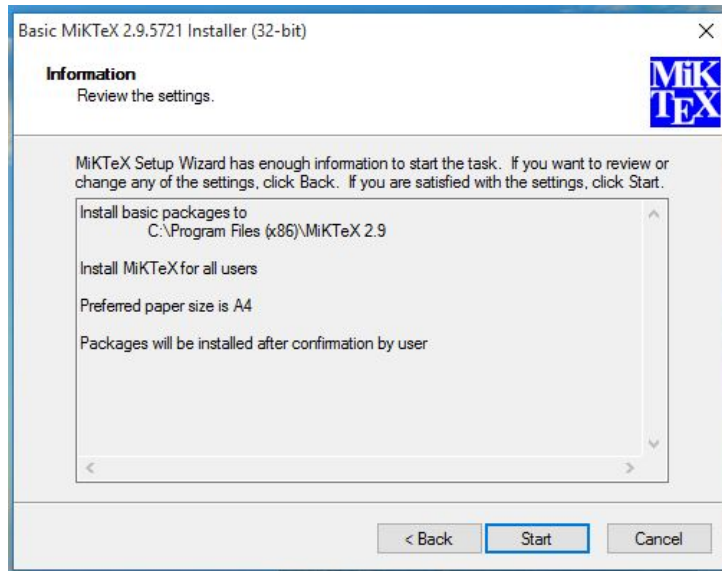 Basic MiKTeX 2.9.5721 Installer (32-bit)
Information
Review the settings.
MiK
TEX
MiKTeX Setup Wizard has enough information to start the task. If you want to review or
change any of the settings, click Back. If you are satisfied with the settings, click Start.
Install basic packages to
C:\Program Files (x86)\MiKTeX 2.9
Install MiKTeX for all users
Preferred paper size is A4
Packages will be installed after confirmation by user
< Back
Start
Cancel